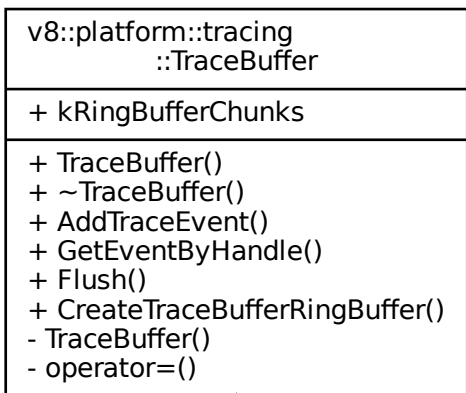 v8::platform::tracing
::TraceBuffer
+ kRingBufferChunks
+ TraceBuffer()
+ ~TraceBuffer()
+ AddTraceEvent()
+ GetEventByHandle()
+ Flush()
+ CreateTraceBufferRingBuffer()
- TraceBuffer()
- operator=()